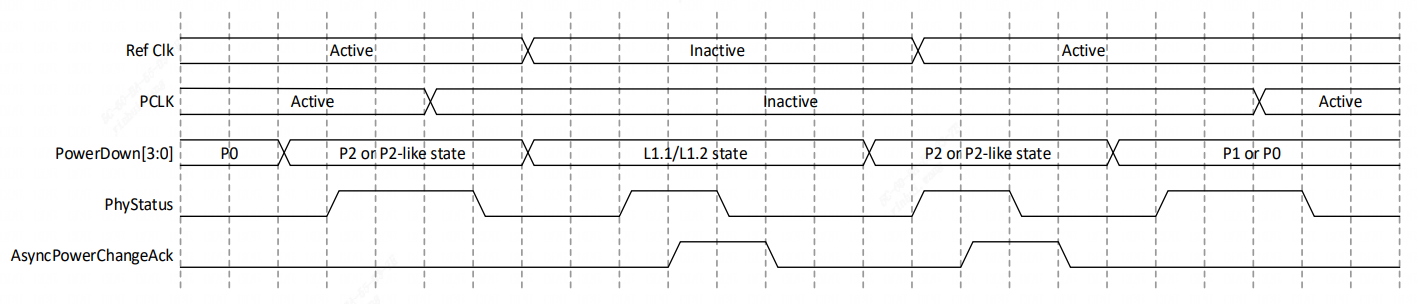 Ref Clk Active Inactive Active
PCLK Active Inactive Active
PowerDown[3:0] P0 P2 or P2-like state L1.1/L1.2 state P2 or P2-like state P1 or P0
PhyStatus
AsyncPowerChangeAck